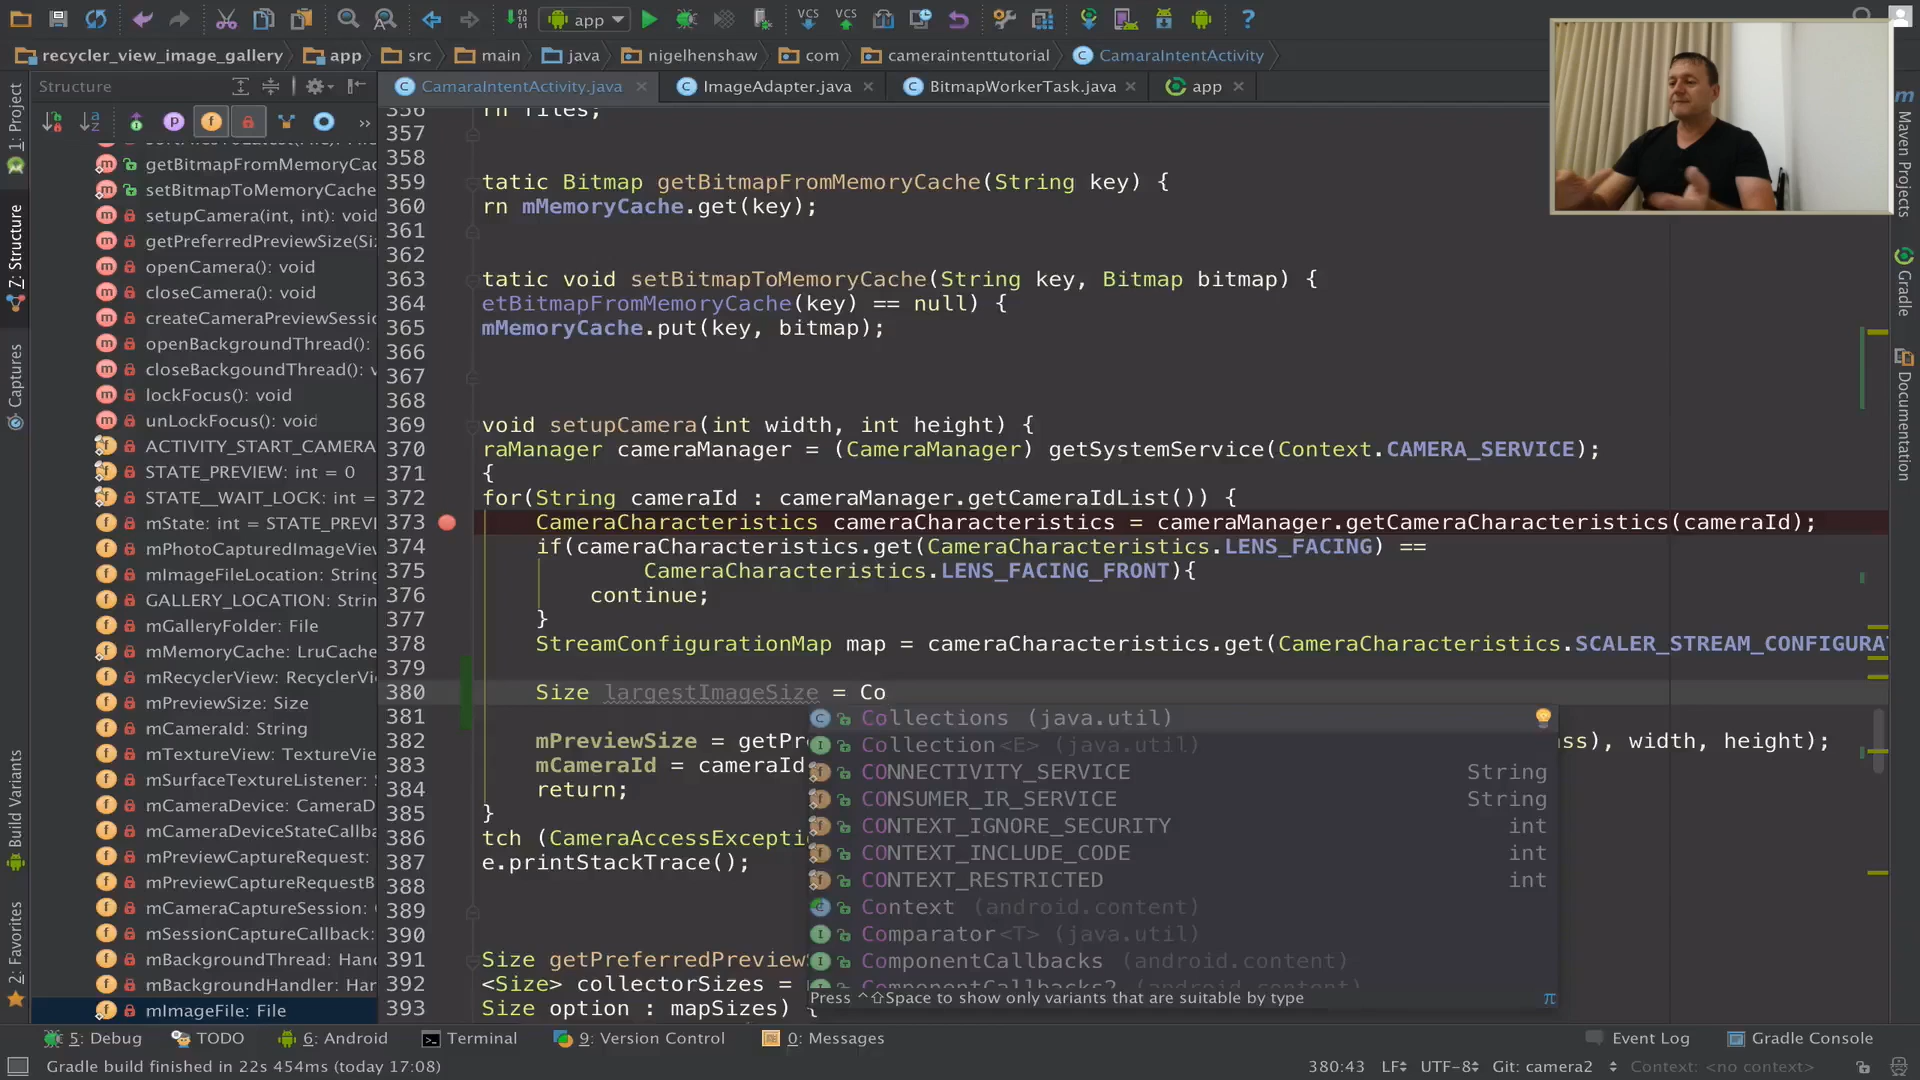 app
VCS
VCS
recycler_view_image_gallery
app
src
main
java
nigelhenshaw
com
cameraintenttutorial
CamaraIntentActivity
Structure
CamaraIntentActivity.java
ImageAdapter.java
BitmapWorkerTask.java
app
1: Project
7: Structure
Captures
Build Variants
2: Favorites
Maven Projects
Gradle
Documentation
getBitmapFromMemoryCac
setBitmapToMemoryCache
setupCamera(int, int): void
getPreferredPreviewSize(Si
openCamera(): void
closeCamera(): void
createCameraPreviewSessi
openBackgroundThread():
closeBackgoundThread(): v
lockFocus(): void
unLockFocus(): void
ACTIVITY_START_CAMERA
STATE_PREVIEW: int = 0
STATE__WAIT_LOCK: int =
mState: int = STATE_PREVI
mPhotoCapturedImageView
mImageFileLocation: String
GALLERY_LOCATION: Strin
mGalleryFolder: File
mMemoryCache: LruCache
mRecyclerView: RecyclerVi
mPreviewSize: Size
mCameraId: String
mTextureView: TextureView
mSurfaceTextureListener: S
mCameraDevice: CameraD
mCameraDeviceStateCallba
mPreviewCaptureRequest:
mPreviewCaptureRequestB
mCameraCaptureSession: C
mSessionCaptureCallback:
mBackgroundThread: Hand
mBackgroundHandler: Har
mImageFile: File
356 rn files;
357
358
359 tatic Bitmap getBitmapFromMemoryCache(String key) {
360 rn mMemoryCache.get(key);
361
362
363 tatic void setBitmapToMemoryCache(String key, Bitmap bitmap) {
364 etBitmapFromMemoryCache(key) == null) {
365 mMemoryCache.put(key, bitmap);
366
367
368
369 void setupCamera(int width, int height) {
370 raManager cameraManager = (CameraManager) getSystemService(Context.CAMERA_SERVICE);
371 {
372 for(String cameraId : cameraManager.getCameraIdList()) {
373 CameraCharacteristics cameraCharacteristics = cameraManager.getCameraCharacteristics(cameraId);
374 if(cameraCharacteristics.get(CameraCharacteristics.LENS_FACING) ==
375 CameraCharacteristics.LENS_FACING_FRONT){
376 continue;
377 }
378 StreamConfigurationMap map = cameraCharacteristics.get(CameraCharacteristics.SCALER_STREAM_CONFIGURAT
379
380 Size largestImageSize = Co
381
382 mPreviewSize = getPr ss), width, height);
383 mCameraId = cameraId
384 return;
385 }
386 tch (CameraAccessExcepti
387 e.printStackTrace();
388
389
390
391 Size getPreferredPreview
392 <Size> collectorSizes =
393 Size option : mapSizes) {
Collections (java.util)
Collection<E> (java.util)
CONNECTIVITY_SERVICE String
CONSUMER_IR_SERVICE String
CONTEXT_IGNORE_SECURITY int
CONTEXT_INCLUDE_CODE int
CONTEXT_RESTRICTED int
Context (android.content)
Comparator<T> (java.util)
ComponentCallbacks (android.content)
Press ^⇧Space to show only variants that are suitable by type
π
5: Debug
TODO
6: Android
Terminal
9: Version Control
0: Messages
Event Log
Gradle Console
Gradle build finished in 22s 454ms (today 17:08)
380:43
LF
UTF-8
Git: camera2
Context: <no context>